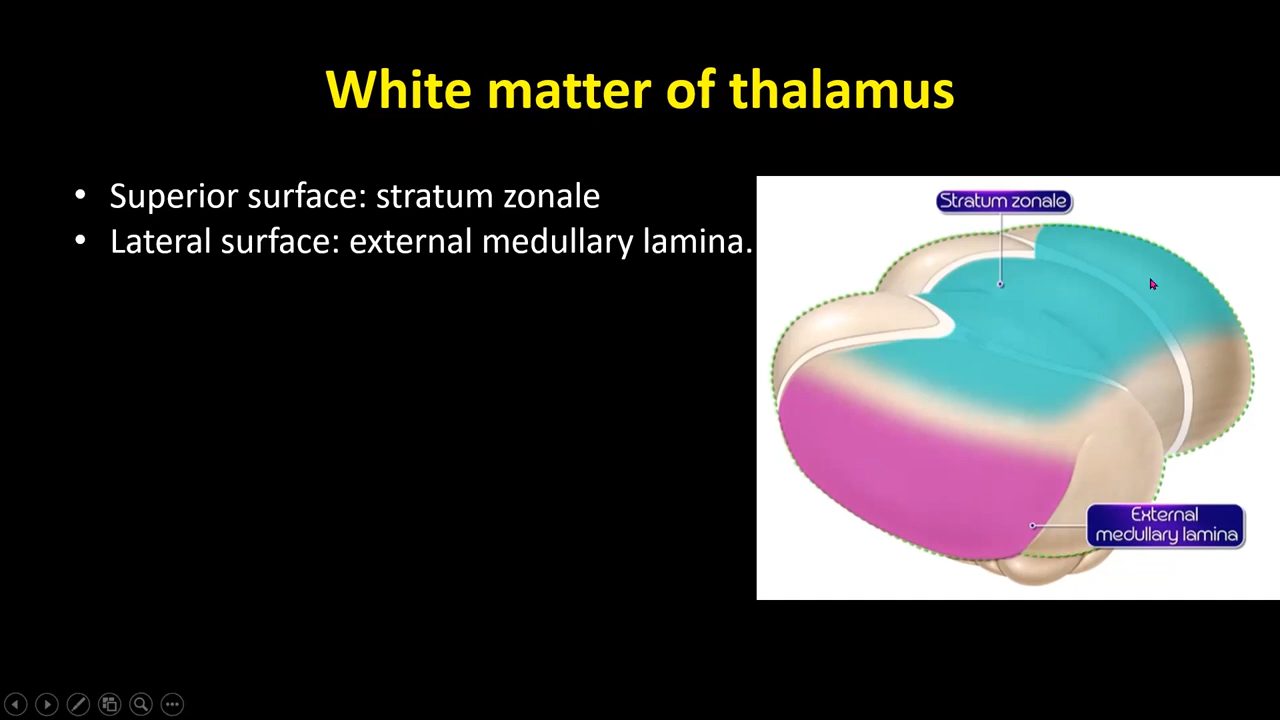 White matter of thalamus
• Superior surface: stratum zonale
• Lateral surface: external medullary lamina.
Stratum zonale
External
medullary lamina